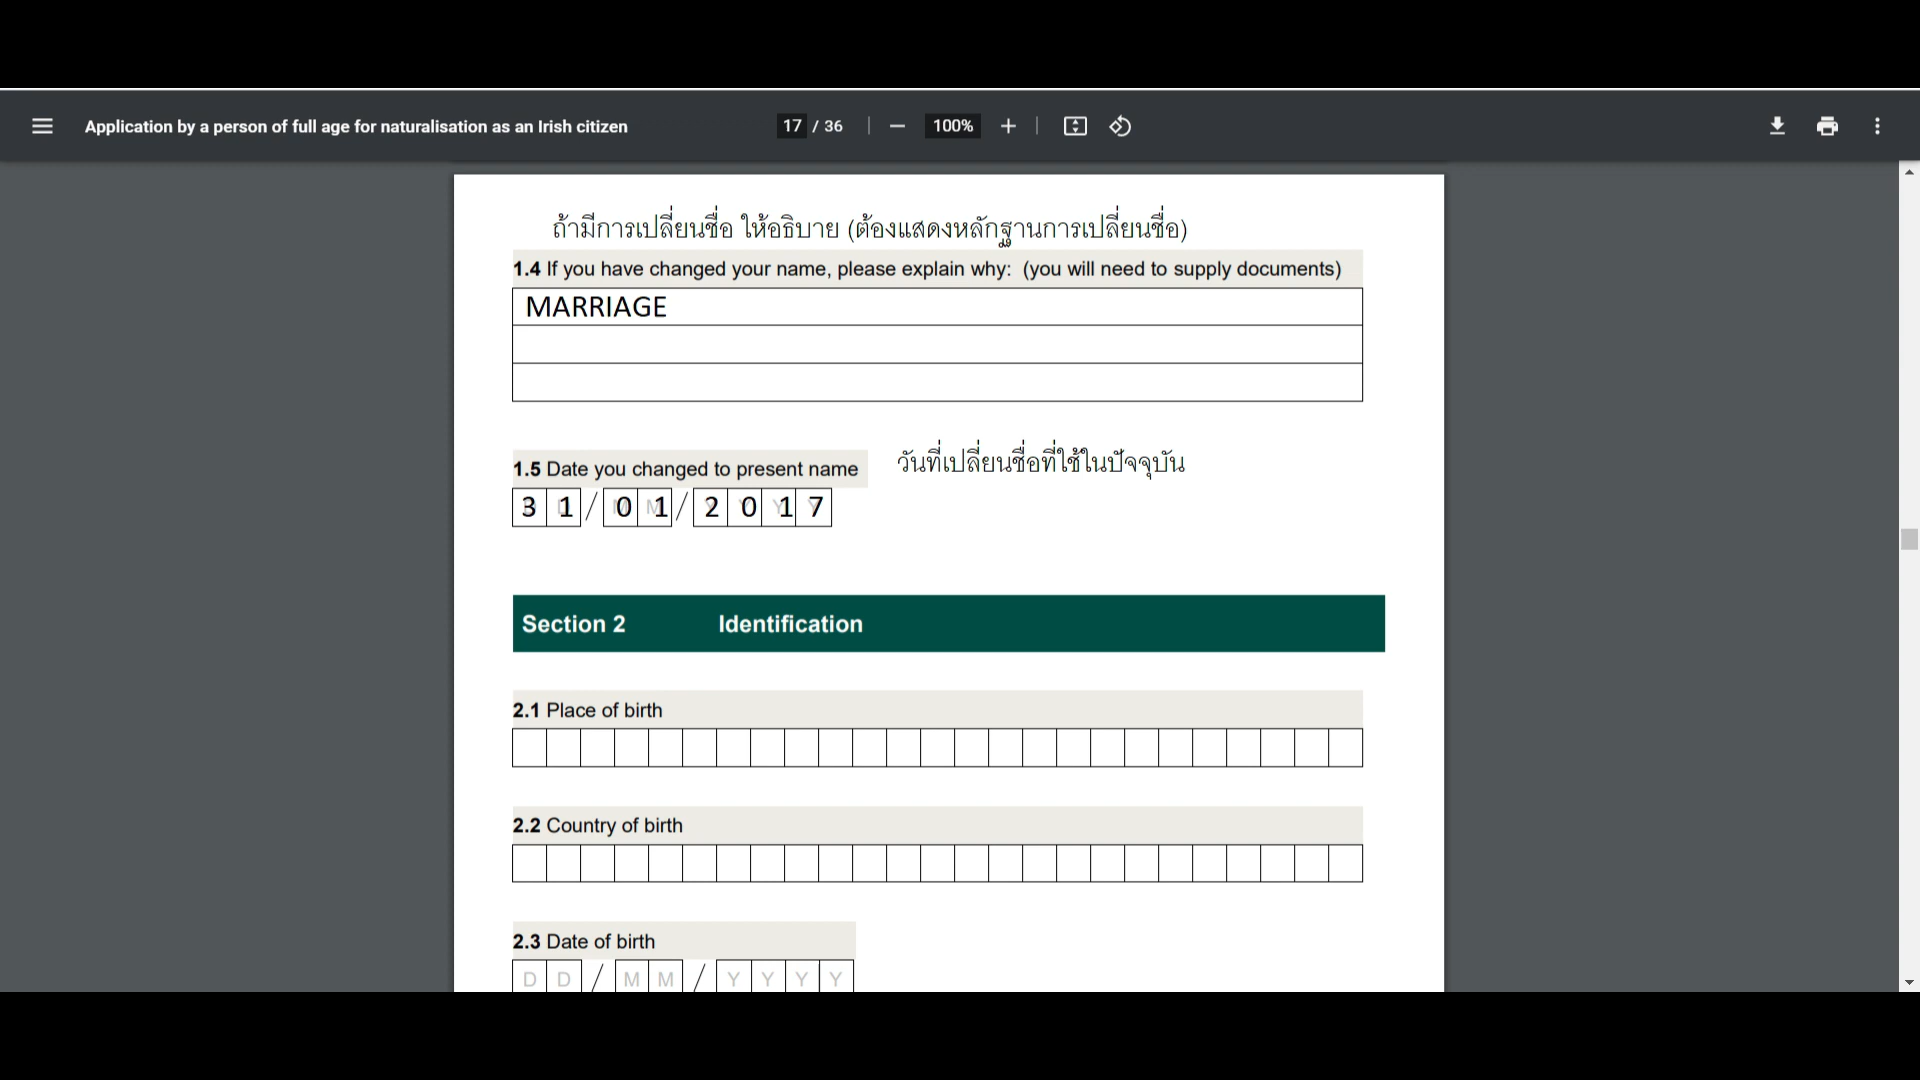 Application by a person of full age for naturalisation as an Irish citizen
17 / 36
100%
ถ้ามีการเปลี่ยนชื่อ ให้อธิบาย (ต้องแสดงหลักฐานการเปลี่ยนชื่อ)
1.4 If you have changed your name, please explain why: (you will need to supply documents)
MARRIAGE
1.5 Date you changed to present name
วันที่เปลี่ยนชื่อที่ใช้ในปัจจุบัน
31/01/2017
Section 2 Identification
2.1 Place of birth
2.2 Country of birth
2.3 Date of birth
DD/MM/YYYY